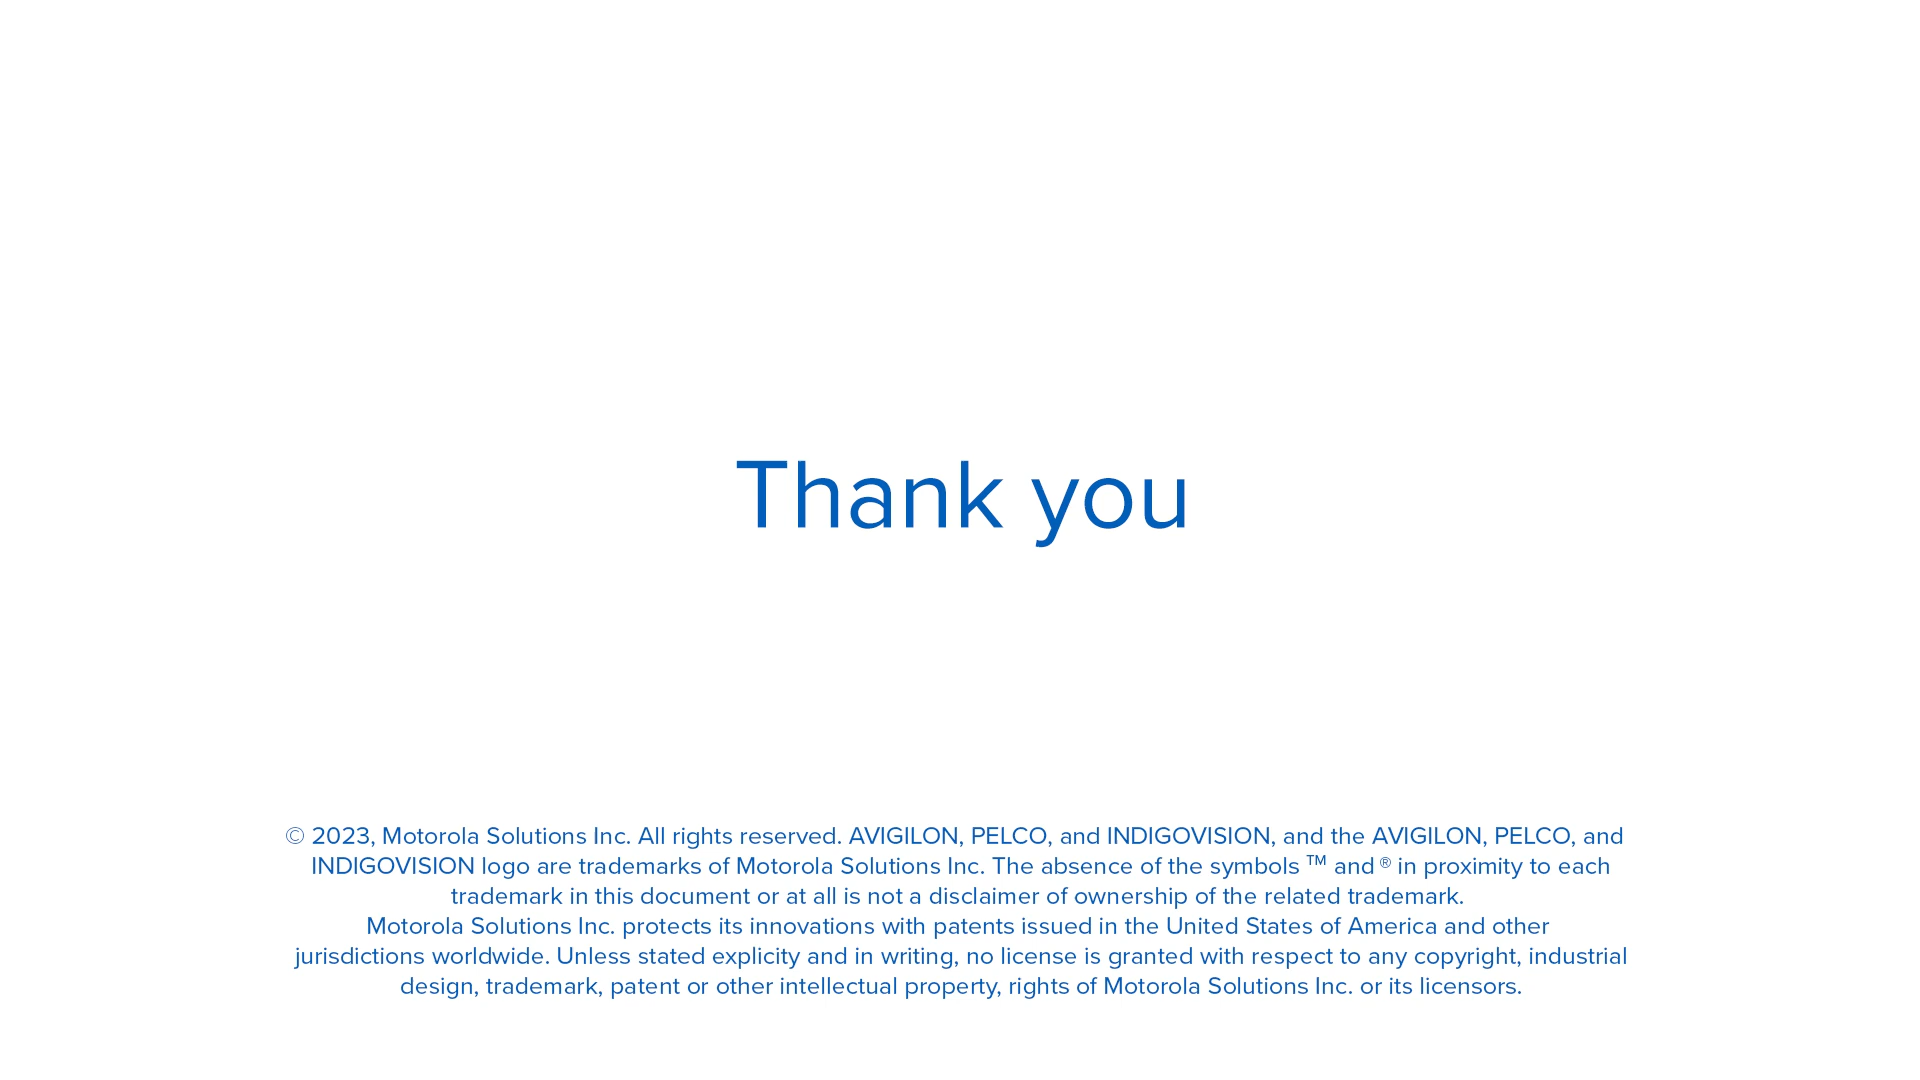 Thank you
© 2023, Motorola Solutions Inc. All rights reserved. AVIGILON, PELCO, and INDIGOVISION, and the AVIGILON, PELCO, and
INDIGOVISION logo are trademarks of Motorola Solutions Inc. The absence of the symbols ™ and ® in proximity to each
trademark in this document or at all is not a disclaimer of ownership of the related trademark.
Motorola Solutions Inc. protects its innovations with patents issued in the United States of America and other
jurisdictions worldwide. Unless stated explicity and in writing, no license is granted with respect to any copyright, industrial
design, trademark, patent or other intellectual property, rights of Motorola Solutions Inc. or its licensors.